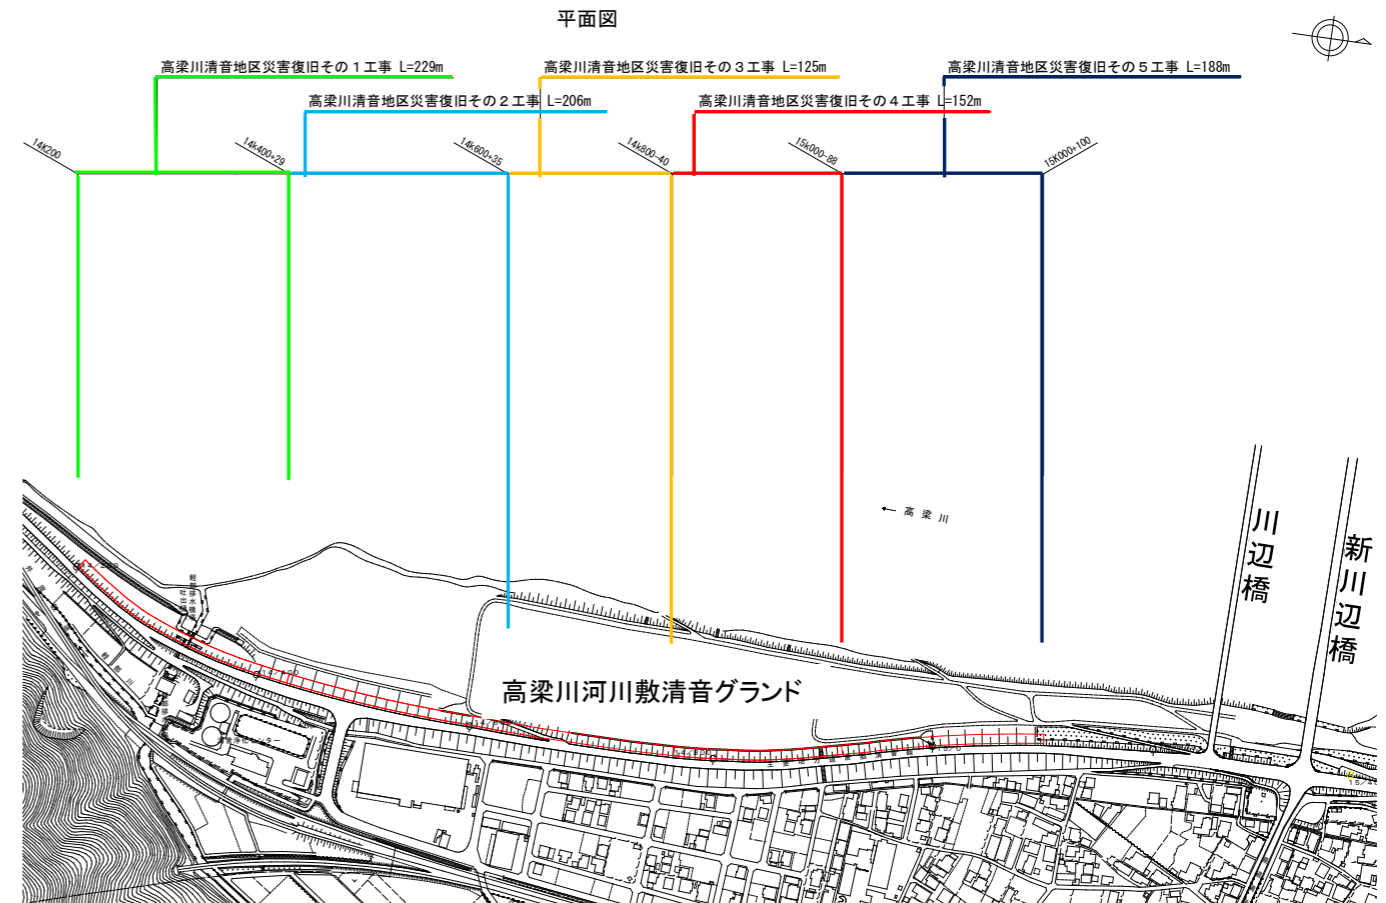 平面図
高梁川清音地区災害復旧その１工事 L=229m
高梁川清音地区災害復旧その３工事 L=125m
高梁川清音地区災害復旧その５工事 L=188m
高梁川清音地区災害復旧その２工事 L=206m
高梁川清音地区災害復旧その４工事 L=152m
14K200
14k400+29
14k600+35
14k800-40
15k000-88
15K000+100
高梁川
川辺橋
新川辺橋
高梁川河川敷清音グランド